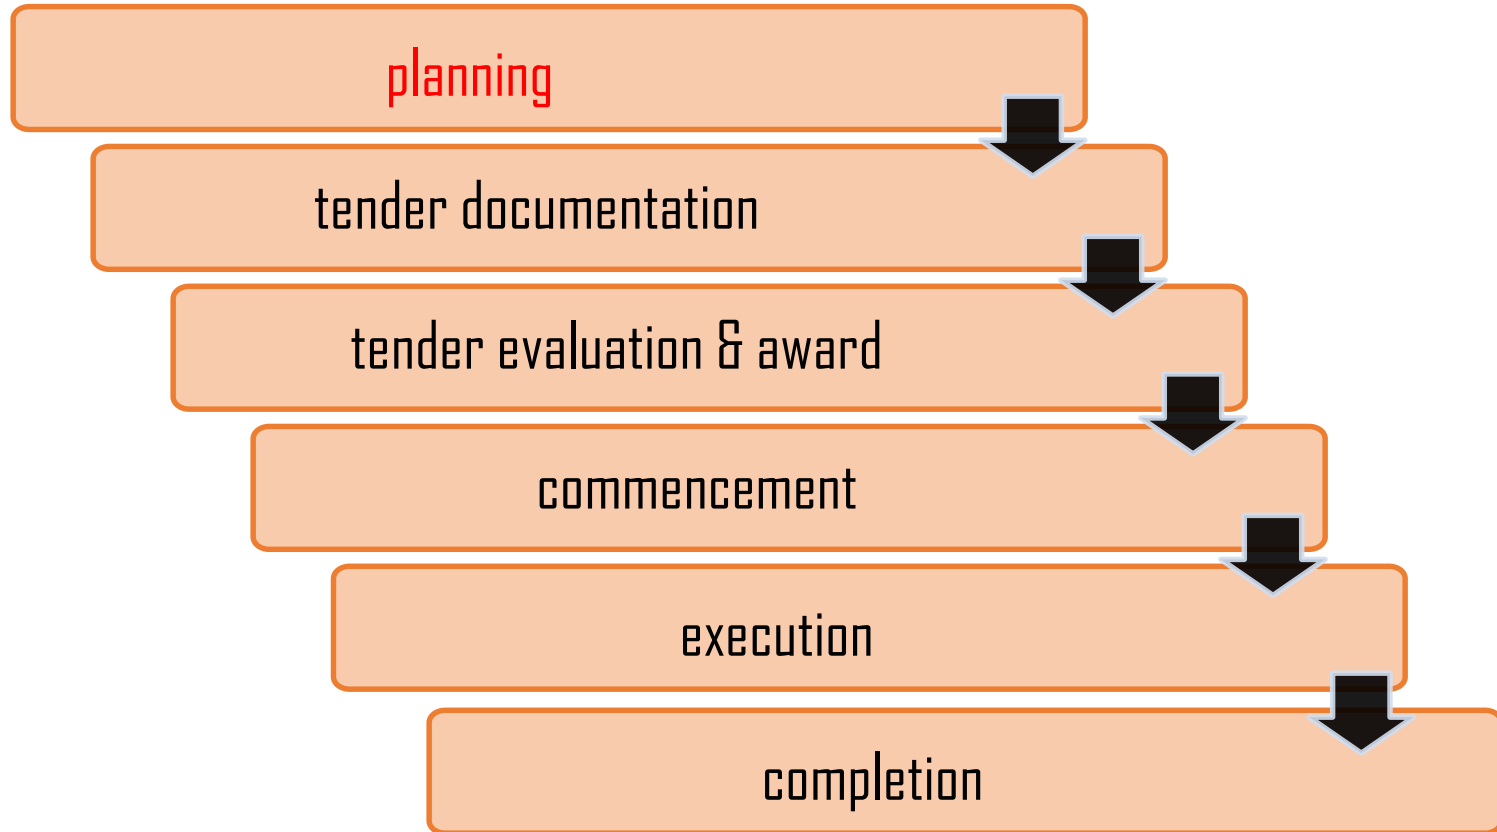 planning
tender documentation
tender evaluation & award
commencement
execution
completion